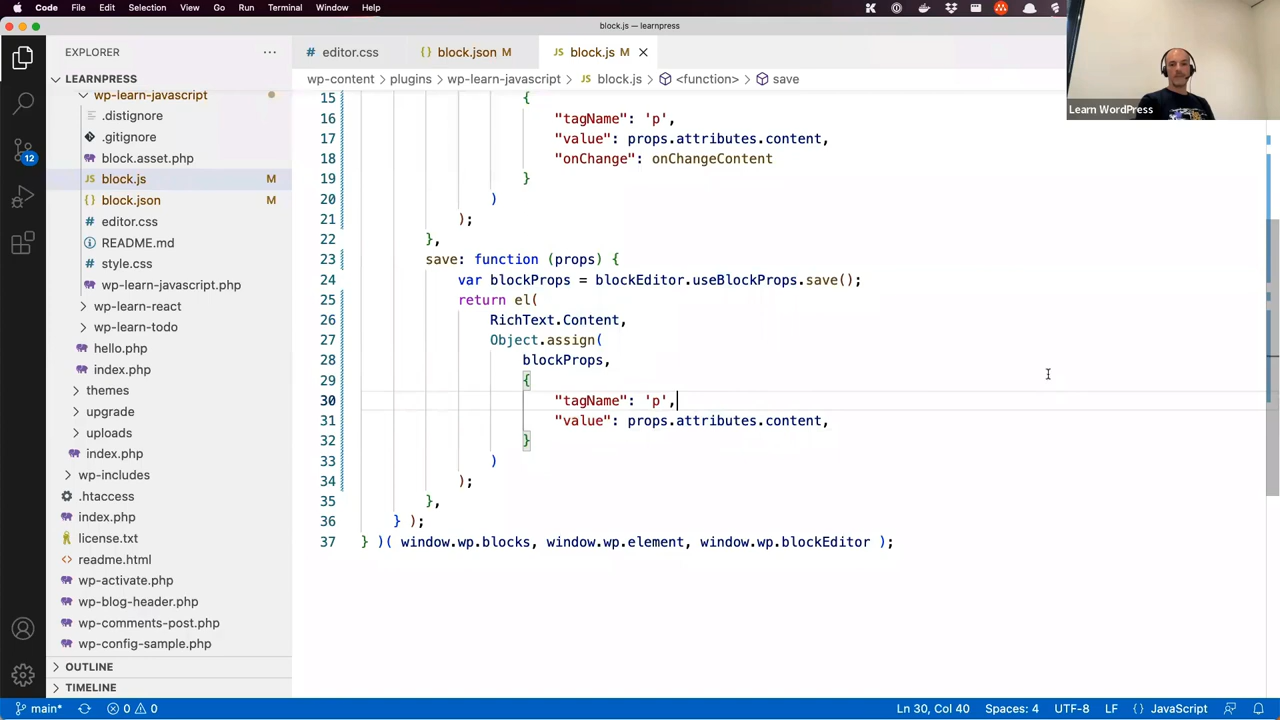 Code File Edit Selection View Go Run Terminal Window Help
block.js — learnpress
Learn WordPress
EXPLORER ...
LEARNPRESS
wp-learn-javascript
.distignore
.gitignore
block.asset.php
JS block.js M
{} block.json M
# editor.css
README.md
# style.css
wp-learn-javascript.php
wp-learn-react
wp-learn-todo
hello.php
index.php
themes
upgrade
uploads
index.php
wp-includes
.htaccess
index.php
license.txt
readme.html
wp-activate.php
wp-blog-header.php
wp-comments-post.php
wp-config-sample.php
OUTLINE
TIMELINE
12
# editor.css {} block.json M JS block.js M
wp-content > plugins > wp-learn-javascript > JS block.js > <function> > save
15 {
16 "tagName": 'p',
17 "value": props.attributes.content,
18 "onChange": onChangeContent
19 }
20 )
21 );
22 },
23 save: function (props) {
24 var blockProps = blockEditor.useBlockProps.save();
25 return el(
26 RichText.Content,
27 Object.assign(
28 blockProps,
29 {
30 "tagName": 'p',
31 "value": props.attributes.content,
32 }
33 )
34 );
35 },
36 } );
37 } )( window.wp.blocks, window.wp.element, window.wp.blockEditor );
main* 0 0 Ln 30, Col 40 Spaces: 4 UTF-8 LF {} JavaScript